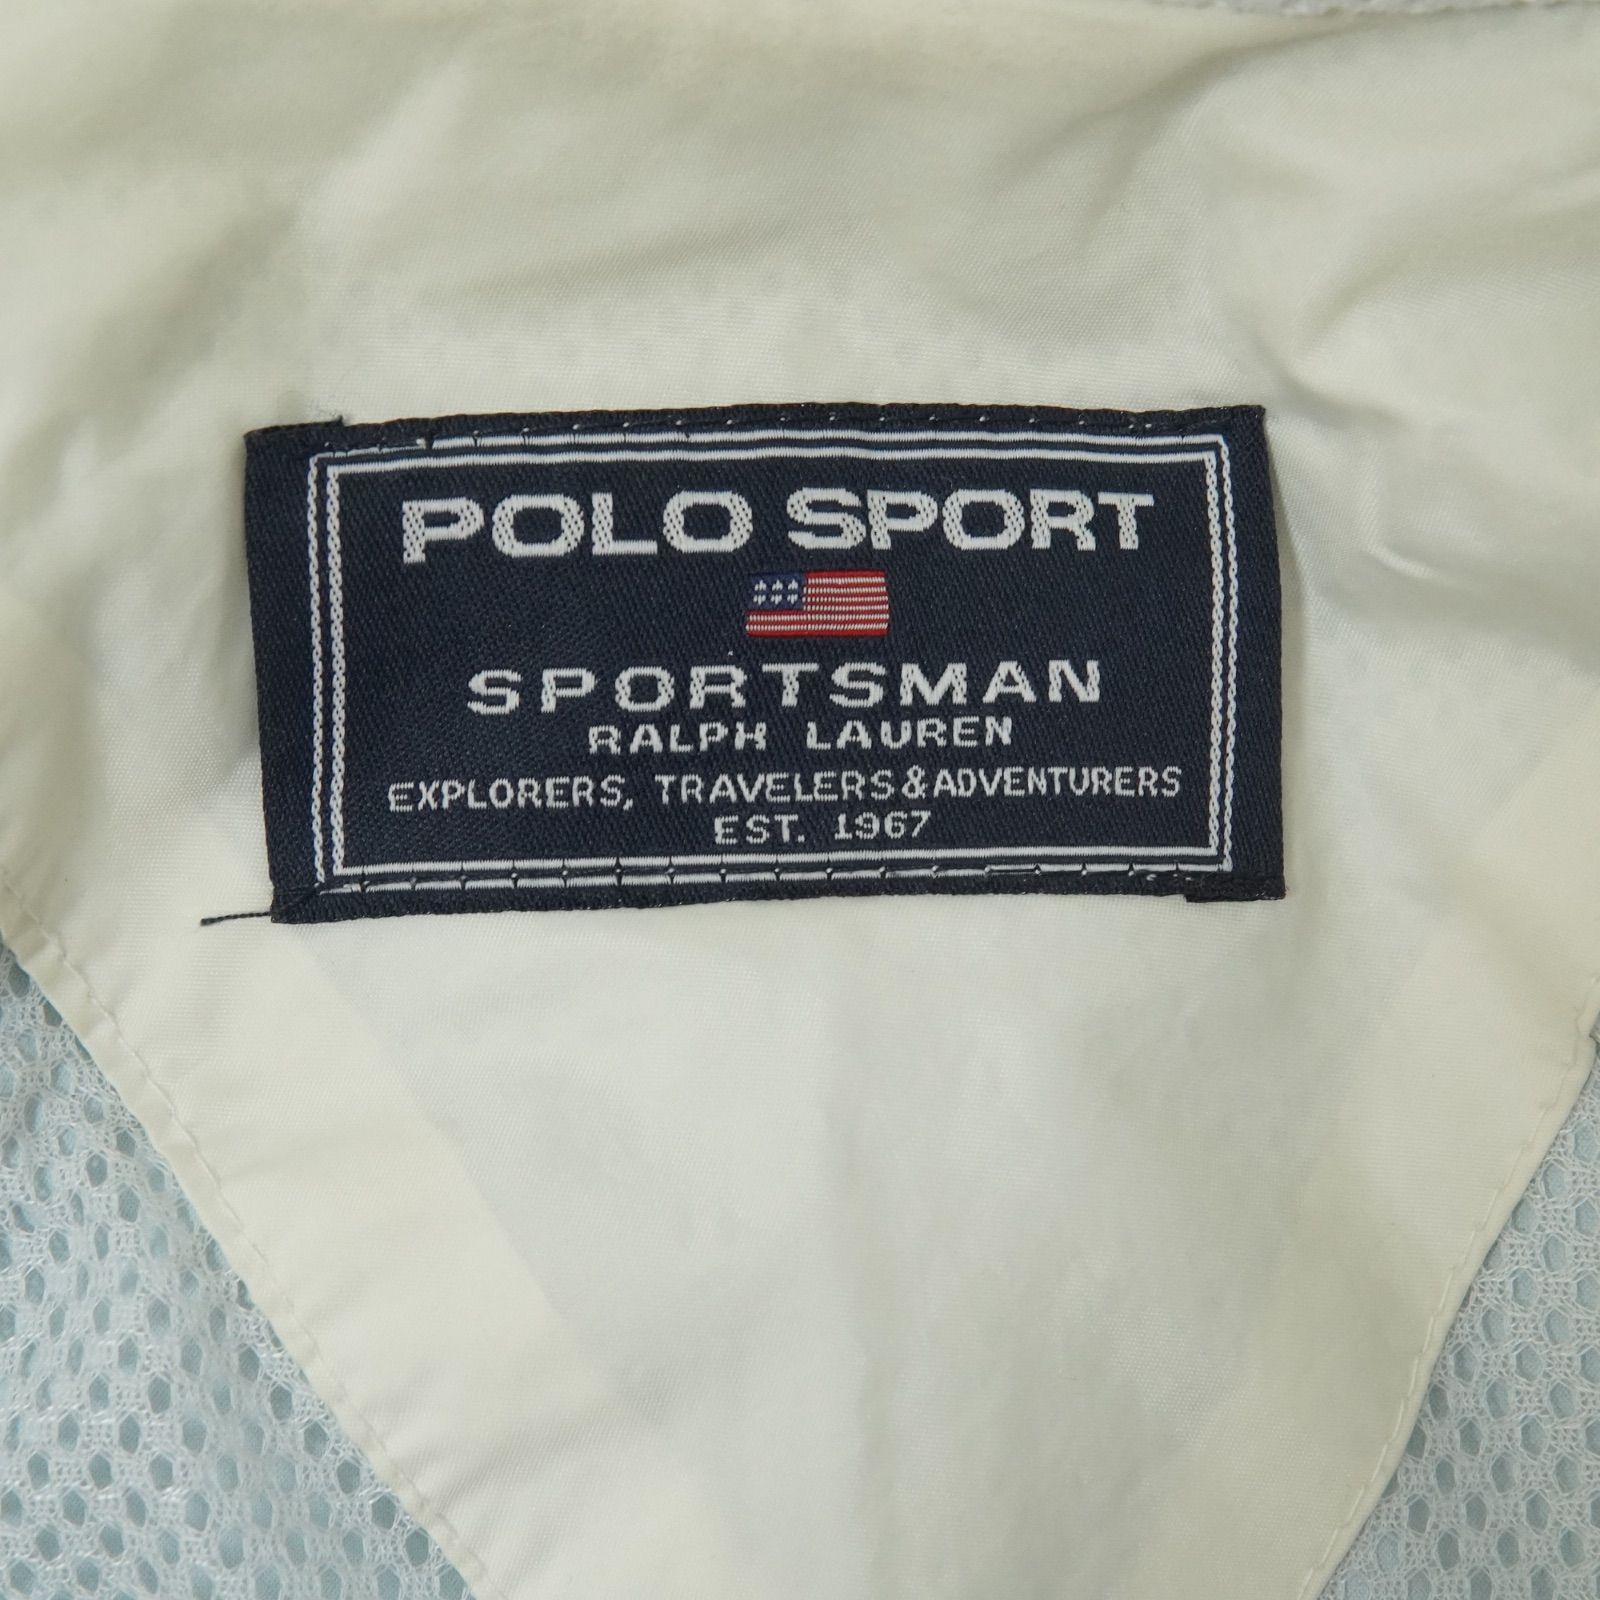 POLO SPORT
SPORTSMAN
RALPH LAUREN
EXPLORERS, TRAVELERS & ADVENTURERS
EST. 1967